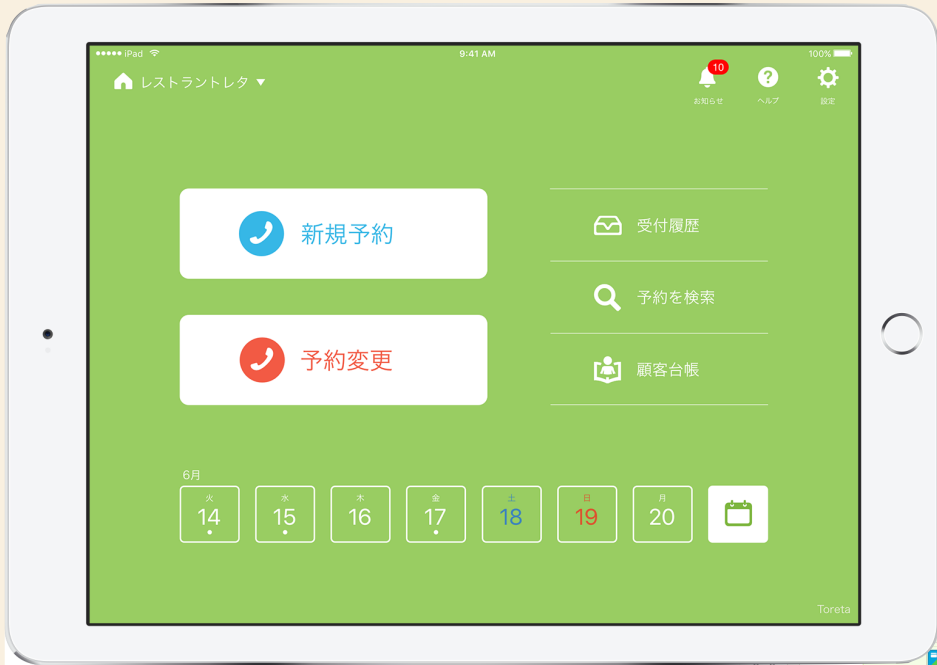 iPad
9:41 AM
100%
レストラントレタ ▼
10
お知らせ
ヘルプ
設定
新規予約
予約変更
受付履歴
予約を検索
顧客台帳
6月
火 水 木 金 土 日 月
14 15 16 17 18 19 20
Toreta